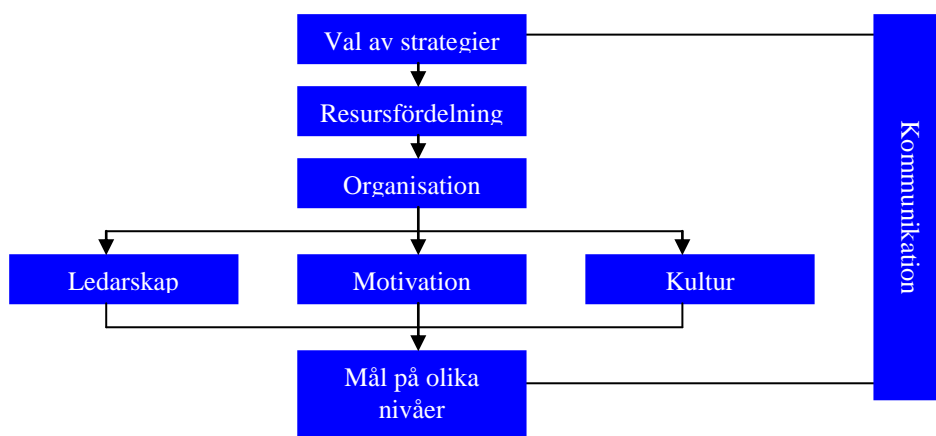 Val av strategier
Resursfördelning
Organisation
Ledarskap
Motivation
Kultur
Mål på olika
nivåer
Kommunikation